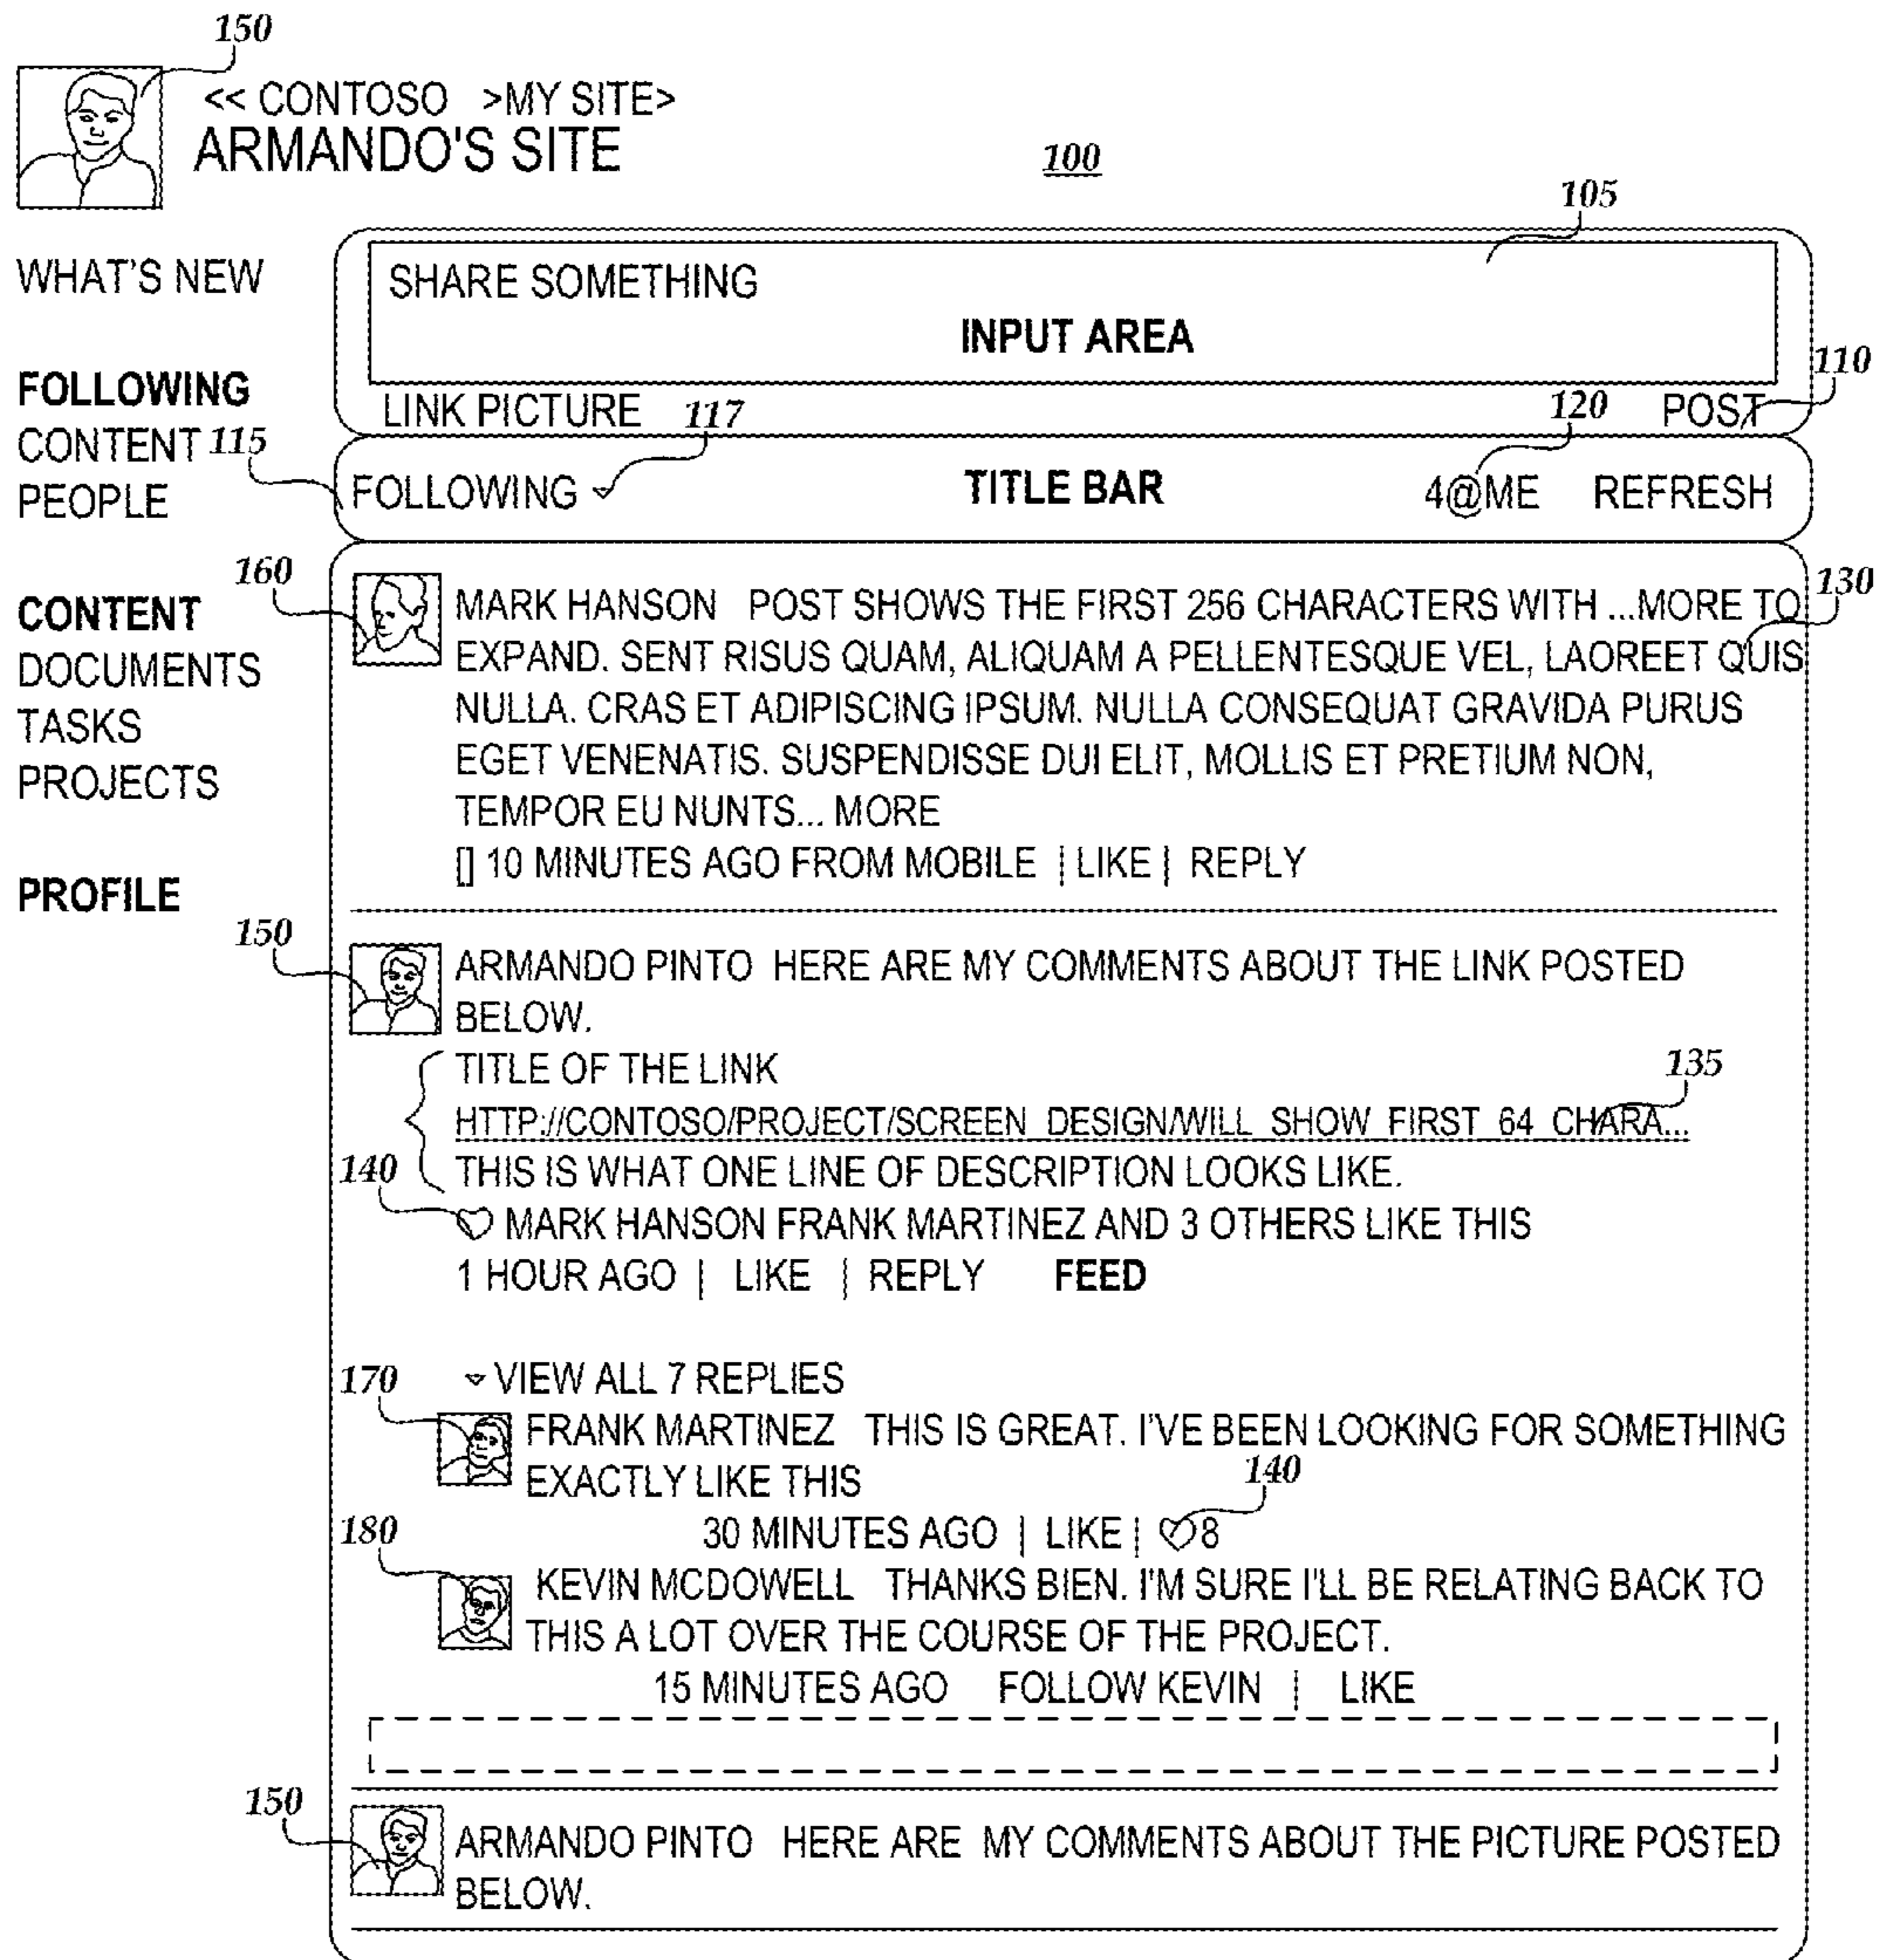 150
<< CONTOSO >MY SITE>
ARMANDO'S SITE
100
105
WHAT'S NEW
SHARE SOMETHING
INPUT AREA
110
FOLLOWING
LINK PICTURE
117
120
POST
CONTENT
115
PEOPLE
FOLLOWING
TITLE BAR
4@ME
REFRESH
CONTENT
DOCUMENTS
TASKS
PROJECTS
PROFILE
160
130
MARK HANSON POST SHOWS THE FIRST 256 CHARACTERS WITH ...MORE TO
EXPAND. SENT RISUS QUAM, ALIQUAM A PELLENTESQUE VEL, LAOREET QUIS
NULLA. CRAS ET ADIPISCING IPSUM. NULLA CONSEQUAT GRAVIDA PURUS
EGET VENENATIS. SUSPENDISSE DUI ELIT, MOLLIS ET PRETIUM NON,
TEMPOR EU NUNTS... MORE
[] 10 MINUTES AGO FROM MOBILE | LIKE | REPLY
150
ARMANDO PINTO HERE ARE MY COMMENTS ABOUT THE LINK POSTED
BELOW.
TITLE OF THE LINK
135
HTTP://CONTOSO/PROJECT/SCREEN_DESIGN/WILL_SHOW_FIRST_64_CHARA...
THIS IS WHAT ONE LINE OF DESCRIPTION LOOKS LIKE.
140
♡ MARK HANSON FRANK MARTINEZ AND 3 OTHERS LIKE THIS
1 HOUR AGO | LIKE | REPLY FEED
VIEW ALL 7 REPLIES
170
FRANK MARTINEZ THIS IS GREAT. I'VE BEEN LOOKING FOR SOMETHING
EXACTLY LIKE THIS
140
30 MINUTES AGO | LIKE | ♡8
180
KEVIN MCDOWELL THANKS BIEN. I'M SURE I'LL BE RELATING BACK TO
THIS A LOT OVER THE COURSE OF THE PROJECT.
15 MINUTES AGO FOLLOW KEVIN | LIKE
150
ARMANDO PINTO HERE ARE MY COMMENTS ABOUT THE PICTURE POSTED
BELOW.